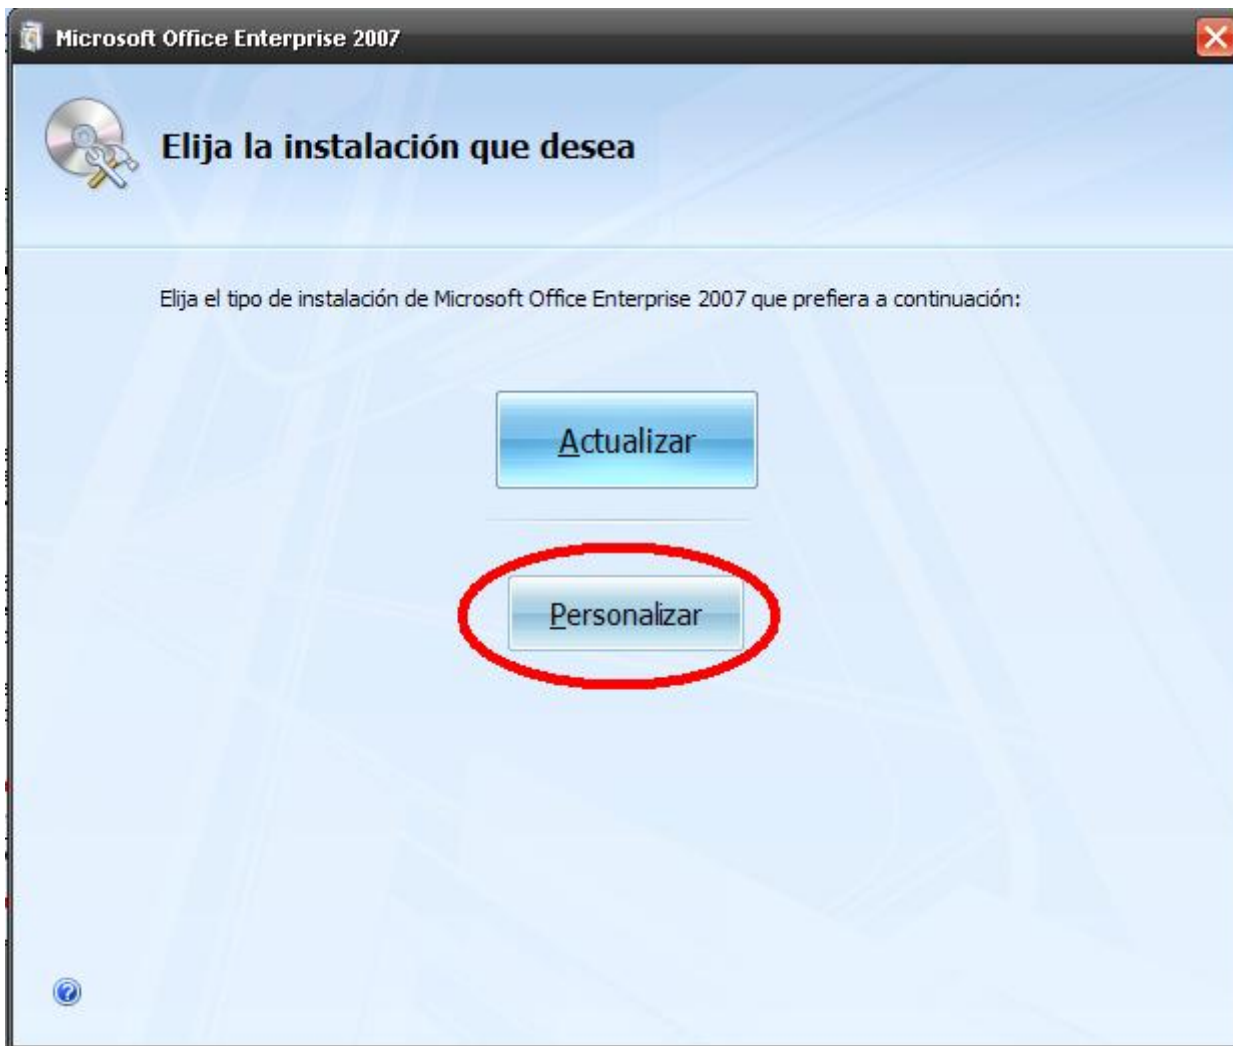 Microsoft Office Enterprise 2007
Elija la instalación que desea
Elija el tipo de instalación de Microsoft Office Enterprise 2007 que prefiera a continuación:
Actualizar
Personalizar